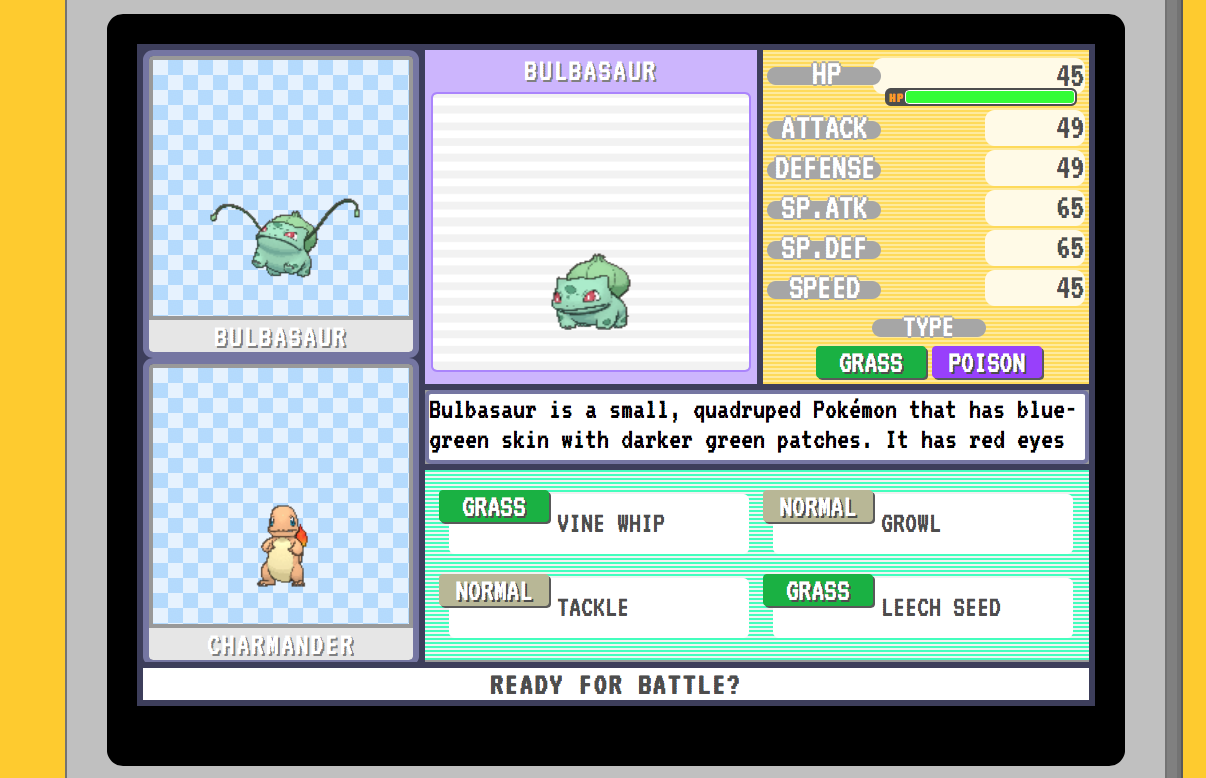 BULBASAUR
CHARMANDER
BULBASAUR
HP 45
HP
ATTACK 49
DEFENSE 49
SP.ATK 65
SP.DEF 65
SPEED 45
TYPE
GRASS POISON
Bulbasaur is a small, quadruped Pokémon that has blue-
green skin with darker green patches. It has red eyes
GRASS VINE WHIP
NORMAL GROWL
NORMAL TACKLE
GRASS LEECH SEED
READY FOR BATTLE?